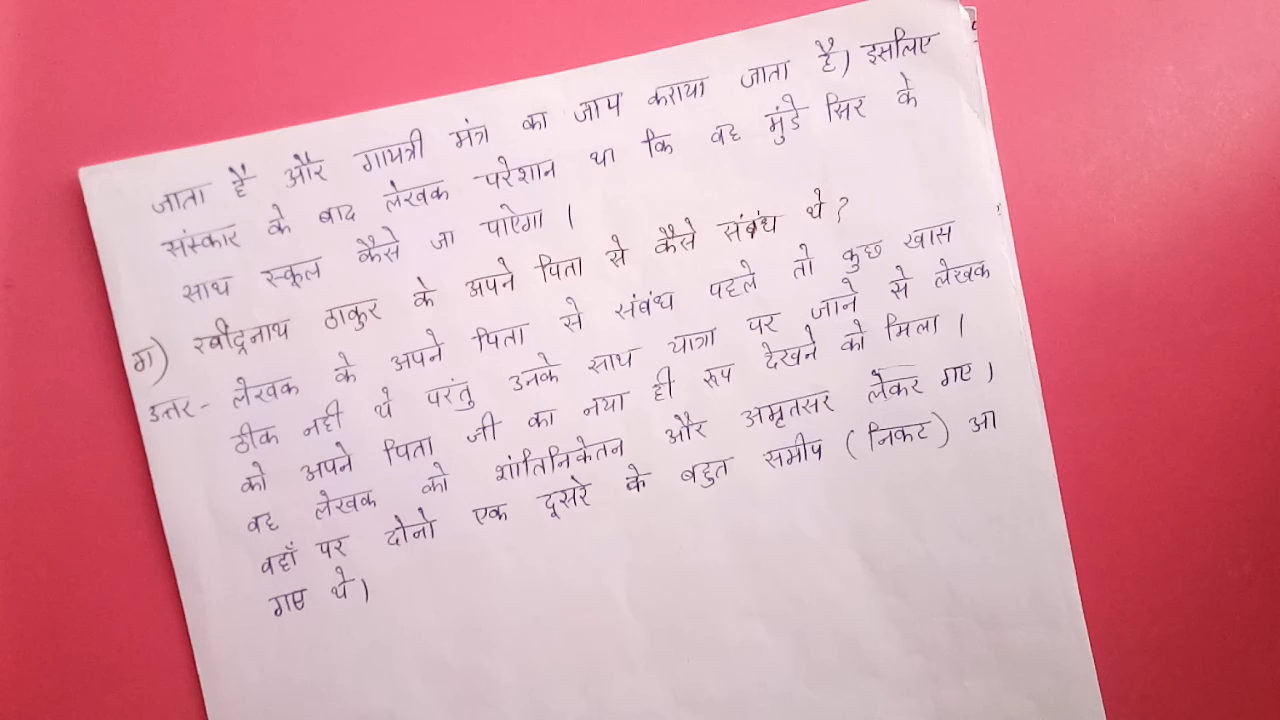 जाता है और गायत्री मंत्र का जाप कराया जाता है) इसलिए
संस्कार के बाद लेखक परेशान था कि वह मुंडे सिर के
साथ स्कूल कैसे जा पाऐगा ।
ग) रवींद्रनाथ ठाकुर के अपने पिता से कैसे संबंध थे ?
उत्तर - लेखक के अपने पिता से संबंध पहले तो कुछ खास
ठीक नहीं थे परंतु उनके साथ यात्रा पर जाने से लेखक
को अपने पिता जी का नया ही रूप देखने को मिला ।
वह लेखक को शांतिनिकेतन और अमृतसर लेकर गए ।
वहाँ पर दोनो एक दूसरे के बहुत समीप ( निकट ) आ
गए थे ।